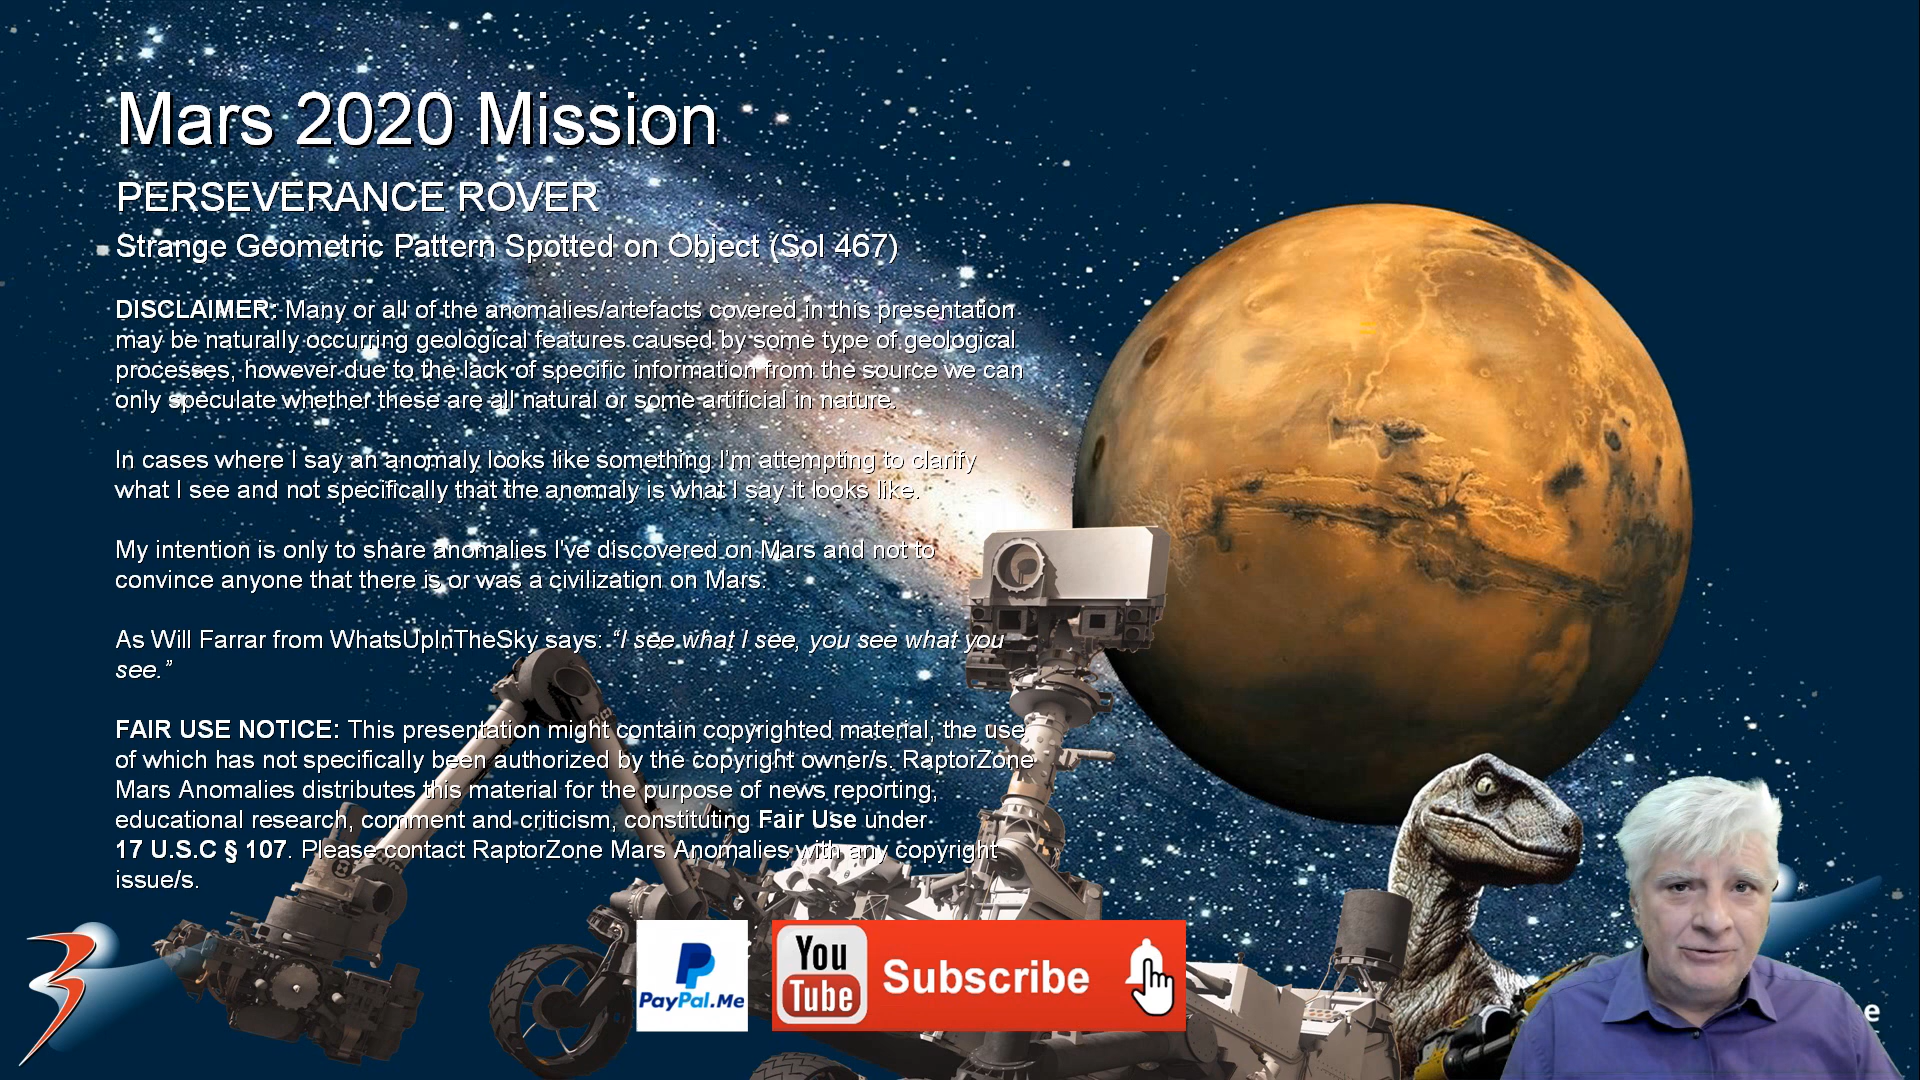 Mars 2020 Mission
PERSEVERANCE ROVER
Strange Geometric Pattern Spotted on Object (Sol 467)
DISCLAIMER: Many or all of the anomalies/artefacts covered in this presentation
may be naturally occurring geological features caused by some type of geological
processes, however due to the lack of specific information from the source we can
only speculate whether these are all natural or some artificial in nature.
In cases where I say an anomaly looks like something I'm attempting to clarify
what I see and not specifically that the anomaly is what I say it looks like.
My intention is only to share anomalies I've discovered on Mars and not to
convince anyone that there is or was a civilization on Mars.
As Will Farrar from WhatsUpInTheSky says: “I see what I see, you see what you
see.”
FAIR USE NOTICE: This presentation might contain copyrighted material, the use
of which has not specifically been authorized by the copyright owner/s. RaptorZone
Mars Anomalies distributes this material for the purpose of news reporting,
educational research, comment and criticism, constituting Fair Use under
17 U.S.C § 107. Please contact RaptorZone Mars Anomalies with any copyright
issue/s.
PayPal.Me
You
Tube
Subscribe